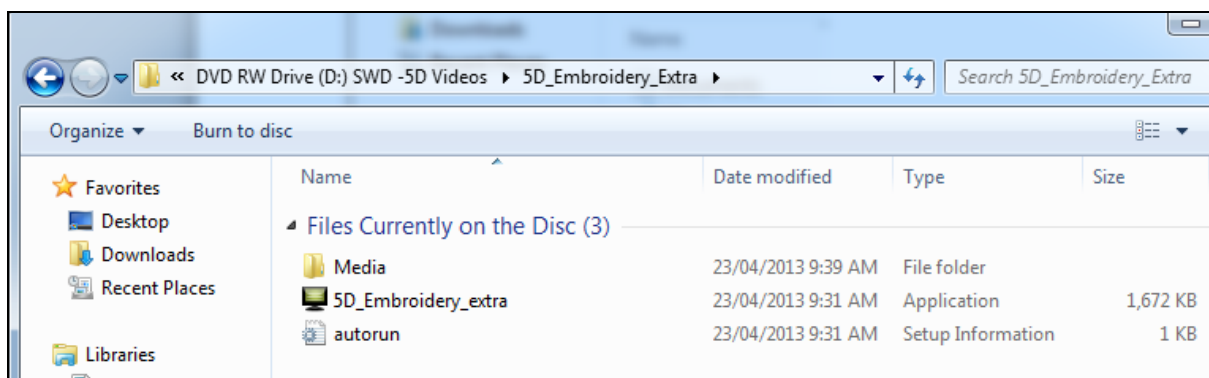 « DVD RW Drive (D:) SWD -5D Videos 5D_Embroidery_Extra Search 5D_Embroidery_Extra
Organize Burn to disc
Favorites
Desktop
Downloads
Recent Places
Libraries
Name Date modified Type Size
Files Currently on the Disc (3)
Media 23/04/2013 9:39 AM File folder
5D_Embroidery_extra 23/04/2013 9:31 AM Application 1,672 KB
autorun 23/04/2013 9:31 AM Setup Information 1 KB